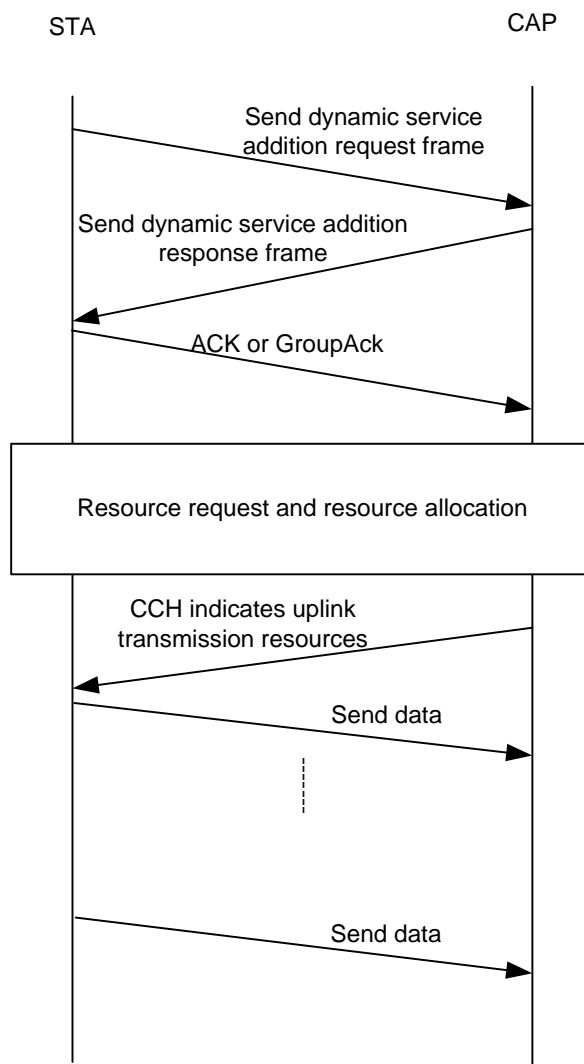 STA
CAP
Send dynamic service
addition request frame
Send dynamic service addition
response frame
ACK or GroupAck
Resource request and resource allocation
CCH indicates uplink
transmission resources
Send data
Send data